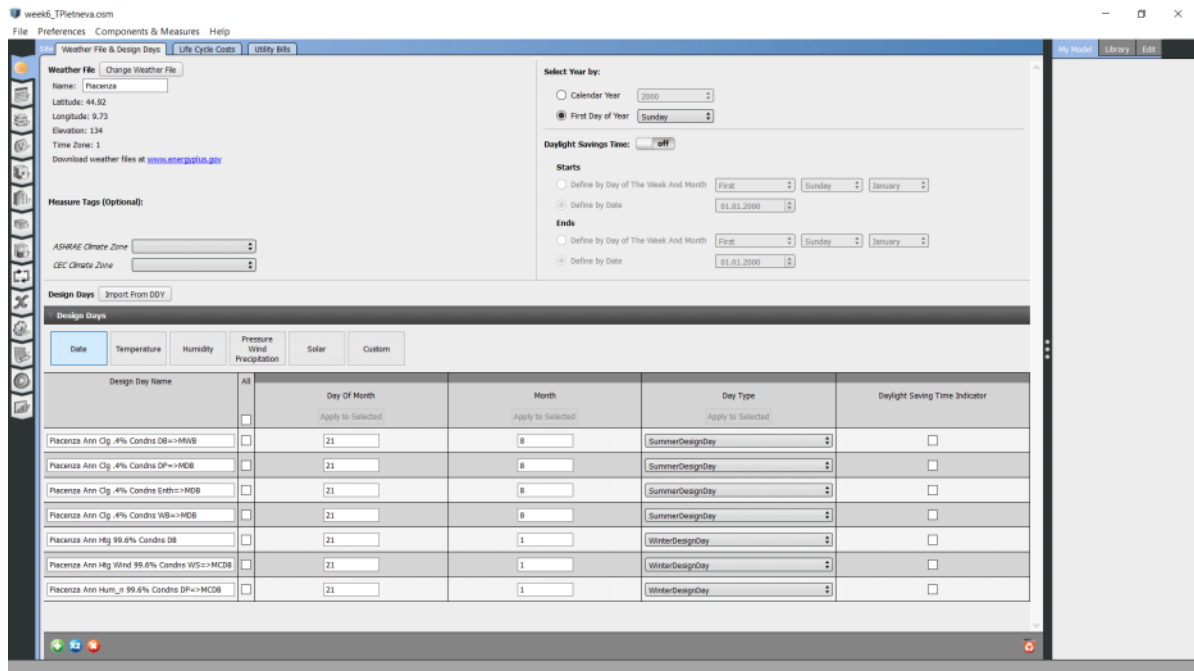 week6_TPletneva.osm
File Preferences Components & Measures Help
Site Weather File & Design Days Life Cycle Costs Utility Bills
My Model Library Edit
Weather File Change Weather File
Name: Piacenza
Latitude: 44.92
Longitude: 9.73
Elevation: 134
Time Zone: 1
Download weather files at www.energyplus.gov
Measure Tags (Optional):
ASHRAE Climate Zone
CEC Climate Zone
Select Year by:
Calendar Year 2000
First Day of Year Sunday
Daylight Savings Time: off
Starts
Define by Day of The Week And Month First Sunday January
Define by Date 01.01.2000
Ends
Define by Day of The Week And Month First Sunday January
Define by Date 01.01.2000
Design Days Import From DDY
Design Days
Date Temperature Humidity Pressure Wind Precipitation Solar Custom
Design Day Name All Day Of Month Month Day Type Daylight Saving Time Indicator
Apply to Selected Apply to Selected Apply to Selected
Piacenza Ann Clg .4% Condns DB=>MWB 21 8 SummerDesignDay
Piacenza Ann Clg .4% Condns DP=>MDB 21 8 SummerDesignDay
Piacenza Ann Clg .4% Condns Enth=>MDB 21 8 SummerDesignDay
Piacenza Ann Clg .4% Condns WB=>MDB 21 8 SummerDesignDay
Piacenza Ann Htg 99.6% Condns DB 21 1 WinterDesignDay
Piacenza Ann Htg Wind 99.6% Condns WS=>MCDB 21 1 WinterDesignDay
Piacenza Ann Hum_n 99.6% Condns DP=>MCDB 21 1 WinterDesignDay
x2